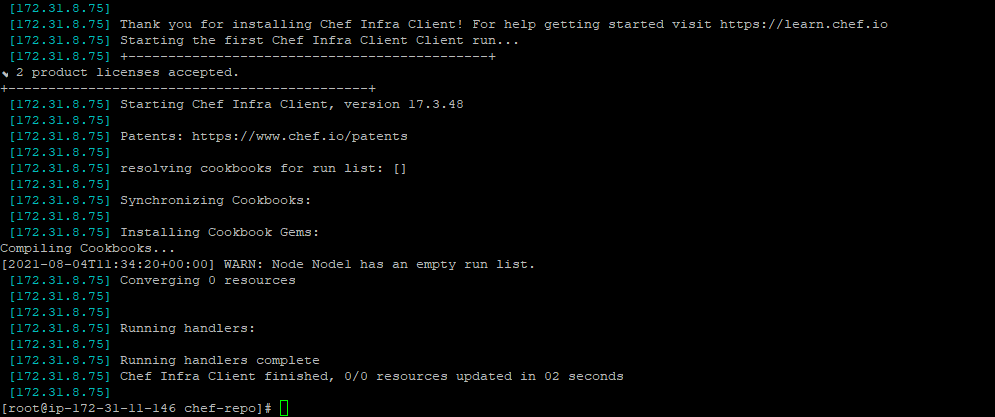 [172.31.8.75]
[172.31.8.75] Thank you for installing Chef Infra Client! For help getting started visit https://learn.chef.io
[172.31.8.75] Starting the first Chef Infra Client Client run...
[172.31.8.75] +---------------------------------------------+
✔ 2 product licenses accepted.
+---------------------------------------------+
[172.31.8.75] Starting Chef Infra Client, version 17.3.48
[172.31.8.75]
[172.31.8.75] Patents: https://www.chef.io/patents
[172.31.8.75]
[172.31.8.75] resolving cookbooks for run list: []
[172.31.8.75]
[172.31.8.75] Synchronizing Cookbooks:
[172.31.8.75]
[172.31.8.75] Installing Cookbook Gems:
Compiling Cookbooks...
[2021-08-04T11:34:20+00:00] WARN: Node Node1 has an empty run list.
[172.31.8.75] Converging 0 resources
[172.31.8.75]
[172.31.8.75]
[172.31.8.75] Running handlers:
[172.31.8.75]
[172.31.8.75] Running handlers complete
[172.31.8.75] Chef Infra Client finished, 0/0 resources updated in 02 seconds
[172.31.8.75]
[root@ip-172-31-11-146 chef-repo]#